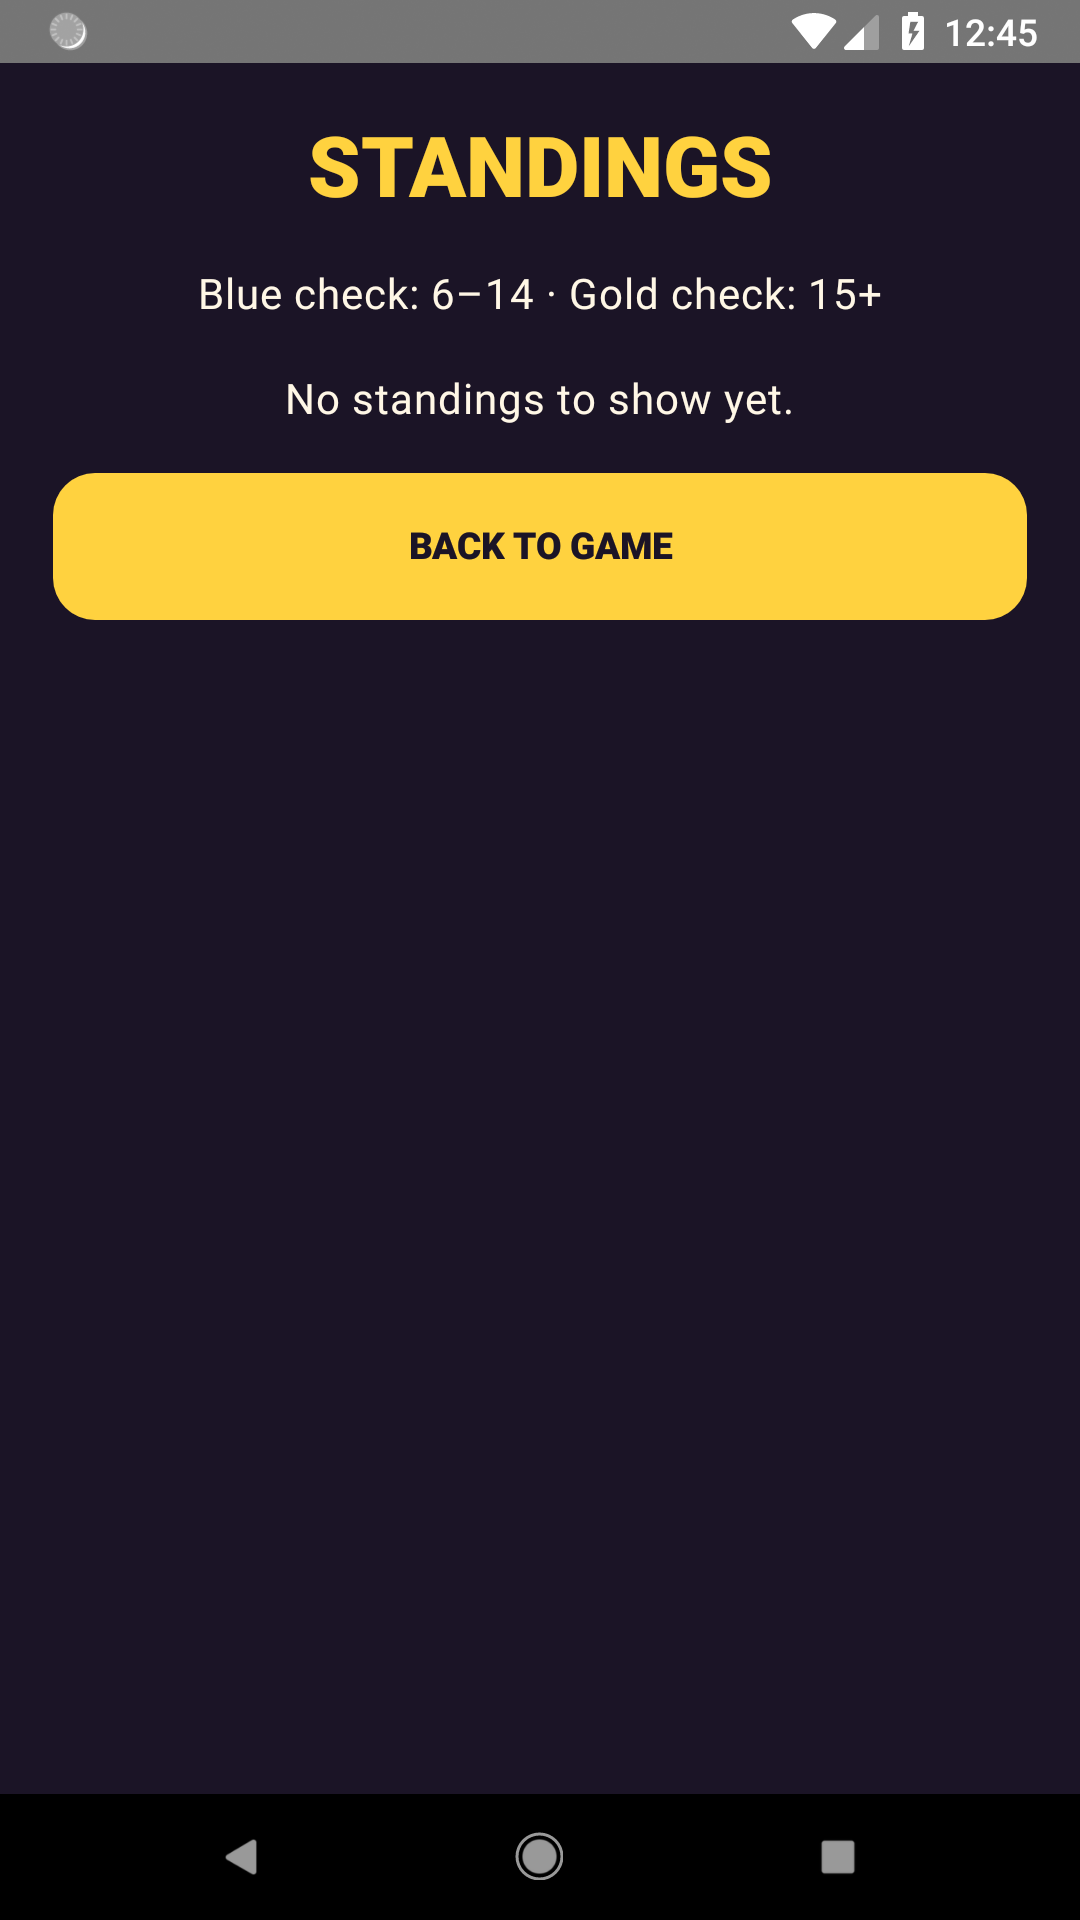 12:45
STANDINGS
Blue check: 6–14 · Gold check: 15+
No standings to show yet.
BACK TO GAME